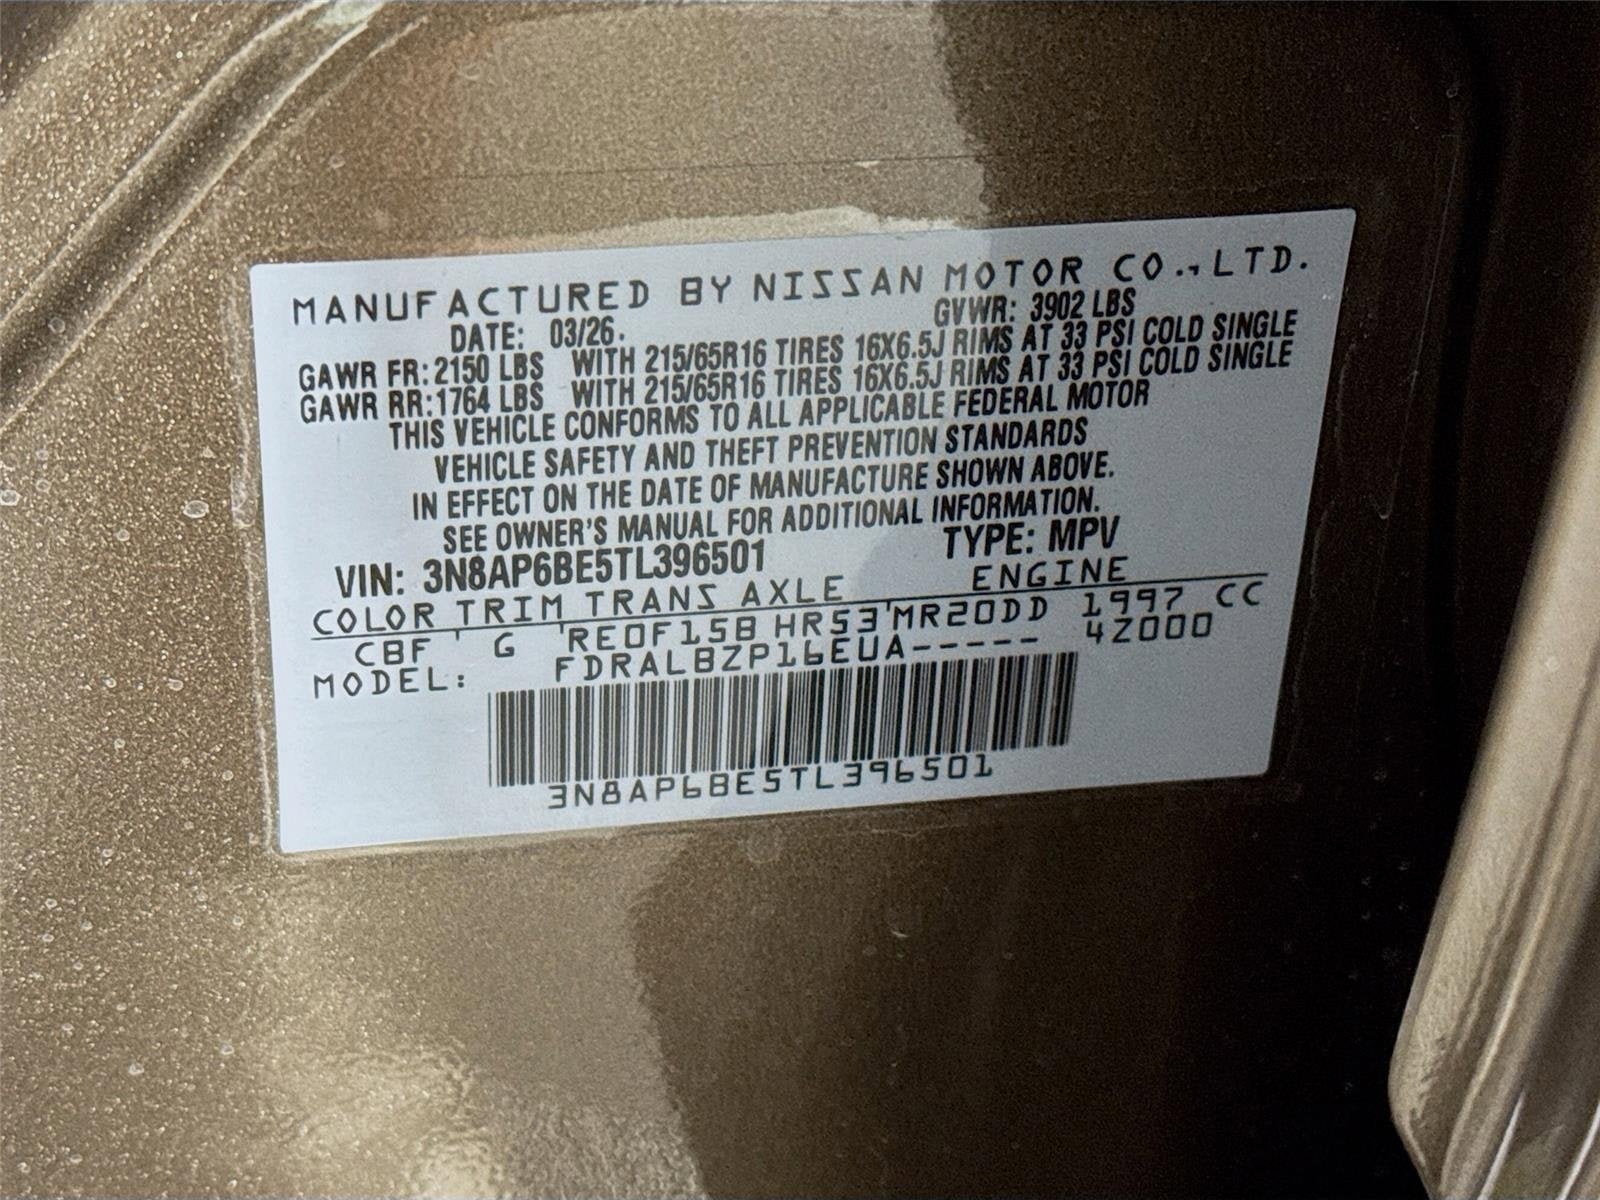 MANUFACTURED BY NISSAN MOTOR CO.,LTD.
DATE: 03/26. GVWR: 3902 LBS
GAWR FR: 2150 LBS WITH 215/65R16 TIRES 16X6.5J RIMS AT 33 PSI COLD SINGLE
GAWR RR: 1764 LBS WITH 215/65R16 TIRES 16X6.5J RIMS AT 33 PSI COLD SINGLE
THIS VEHICLE CONFORMS TO ALL APPLICABLE FEDERAL MOTOR
VEHICLE SAFETY AND THEFT PREVENTION STANDARDS
IN EFFECT ON THE DATE OF MANUFACTURE SHOWN ABOVE.
SEE OWNER'S MANUAL FOR ADDITIONAL INFORMATION.
VIN: 3N8AP6BE5TL396501 TYPE: MPV
COLOR TRIM TRANS AXLE ENGINE
CBF G RE0F15B HR53 MR20DD 1997 CC
MODEL: FDRALBZP16EUA----- 4Z000
3N8AP6BE5TL396501